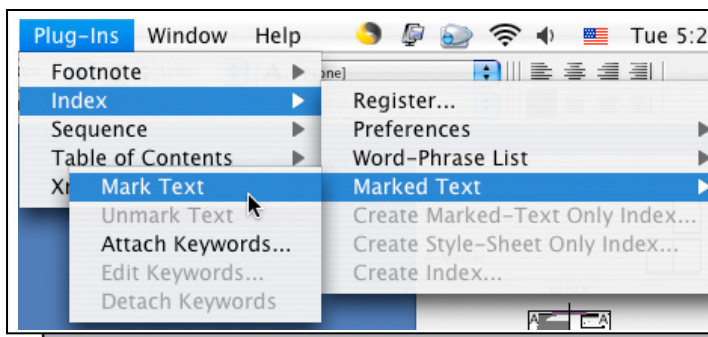 Plug-Ins Window Help Tue 5:2
Footnote
Index
Sequence
Table of Contents
Register...
Preferences
Word-Phrase List
Marked Text
Create Marked-Text Only Index...
Create Style-Sheet Only Index...
Create Index...
Mark Text
Unmark Text
Attach Keywords...
Edit Keywords...
Detach Keywords
A A